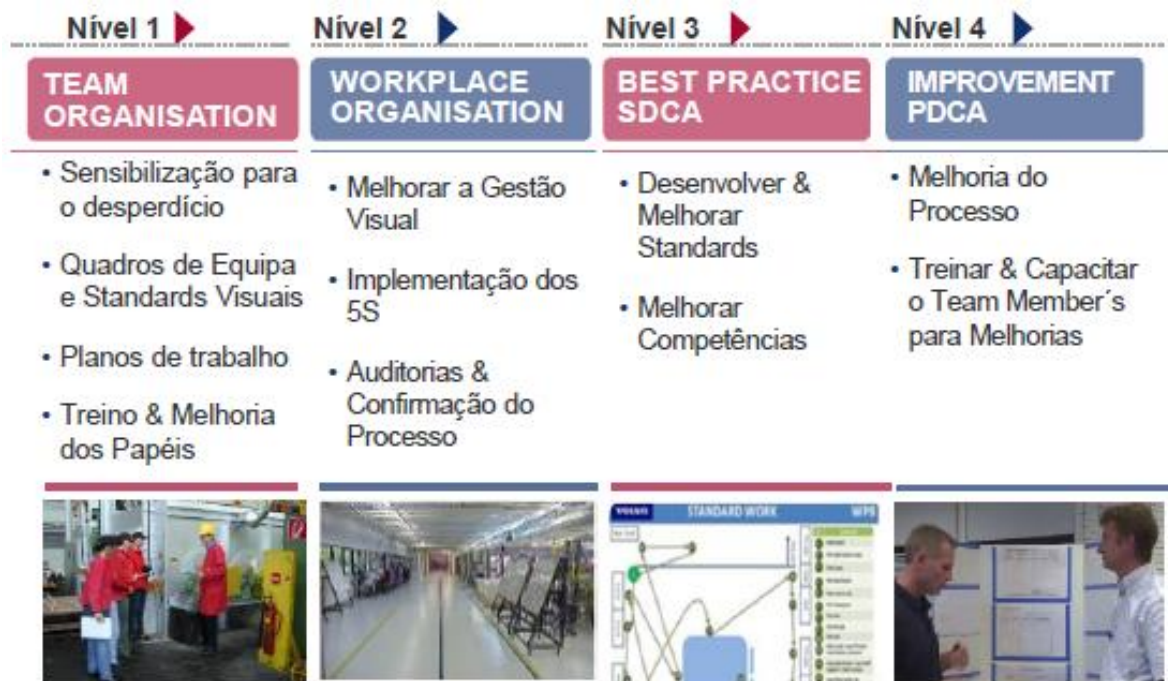 Nível 1
Nível 2
Nível 3
Nível 4
TEAM
ORGANISATION
WORKPLACE
ORGANISATION
BEST PRACTICE
SDCA
IMPROVEMENT
PDCA
• Sensibilização para
o desperdício
• Quadros de Equipa
e Standards Visuais
• Planos de trabalho
• Treino & Melhoria
dos Papéis
• Melhorar a Gestão
Visual
• Implementação dos
5S
• Auditorias &
Confirmação do
Processo
• Desenvolver &
Melhorar
Standards
• Melhorar
Competências
• Melhoria do
Processo
• Treinar & Capacitar
o Team Member´s
para Melhorias
STANDARD WORK